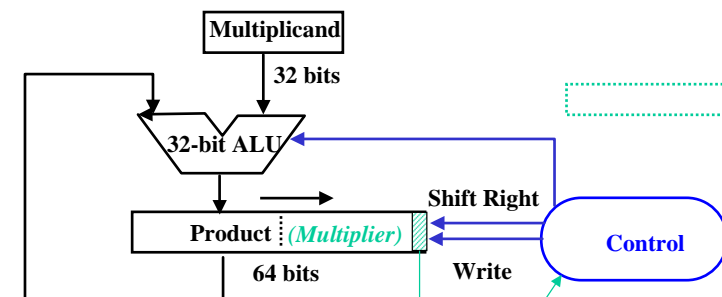 Multiplicand
32 bits
32-bit ALU
Shift Right
Product (Multiplier)
Control
64 bits
Write